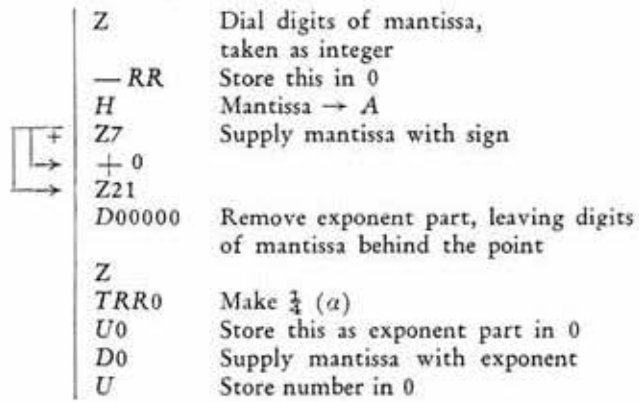 Z Dial digits of mantissa,
taken as integer
— RR Store this in 0
H Mantissa → A
+ Z7 Supply mantissa with sign
+ 0
Z21
D00000 Remove exponent part, leaving digits
of mantissa behind the point
Z
TRR0 Make ¾ (α)
U0 Store this as exponent part in 0
D0 Supply mantissa with exponent
U Store number in 0